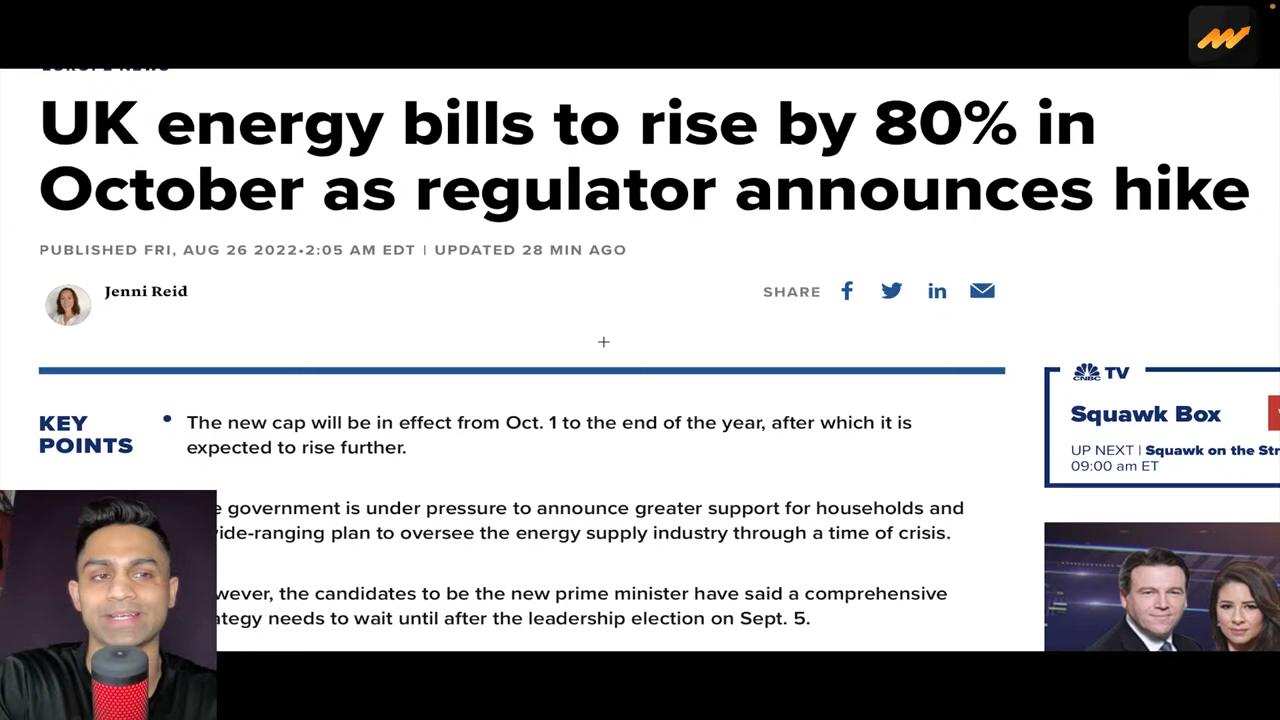 EUROPE NEWS
UK energy bills to rise by 80% in
October as regulator announces hike
PUBLISHED FRI, AUG 26 2022•2:05 AM EDT | UPDATED 28 MIN AGO
Jenni Reid
SHARE
KEY
POINTS
• The new cap will be in effect from Oct. 1 to the end of the year, after which it is
expected to rise further.
government is under pressure to announce greater support for households and
wide-ranging plan to oversee the energy supply industry through a time of crisis.
the candidates to be the new prime minister have said a comprehensive
needs to wait until after the leadership election on Sept. 5.
CNBC TV
Squawk Box
UP NEXT | Squawk on the
09:00 am ET